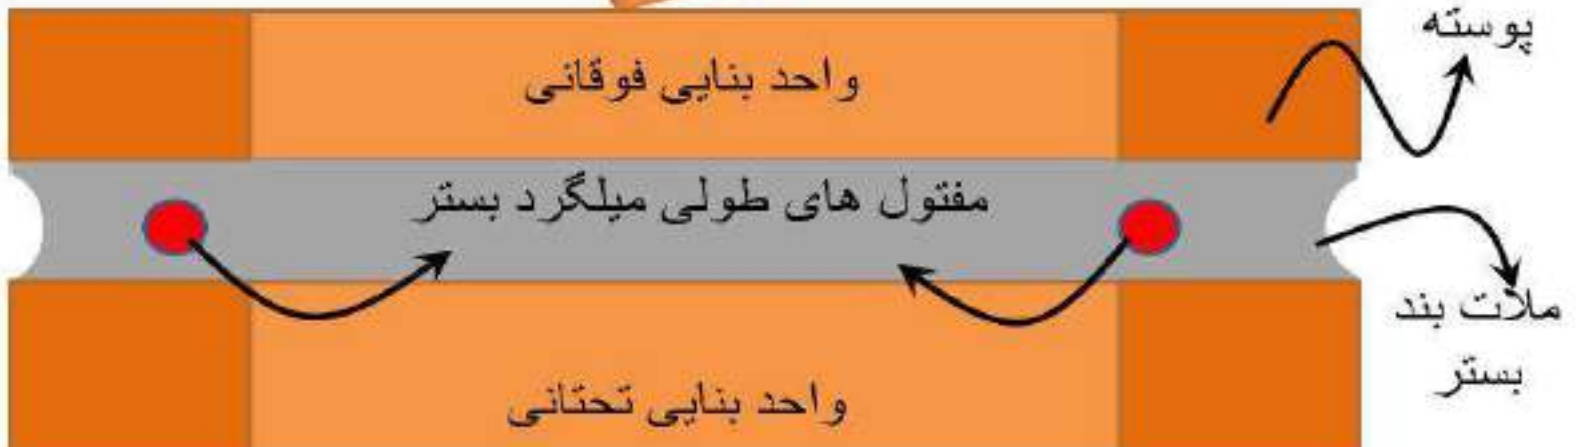 پوسته
واحد بنایی فوقانی
مفتول های طولی میلگرد بستر
ملات بند
بستر
واحد بنایی تحتانی